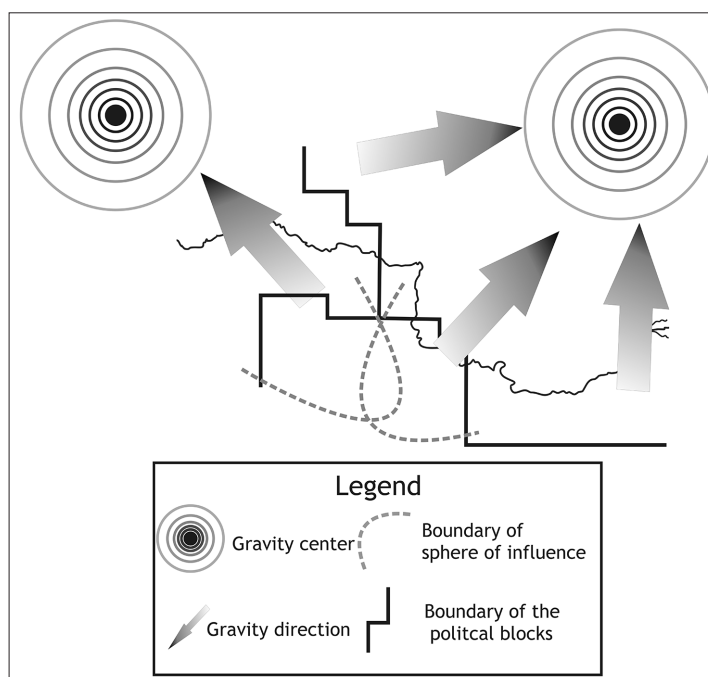 Legend
Gravity center
Boundary of
sphere of influence
Gravity direction
Boundary of the
politcal blocks